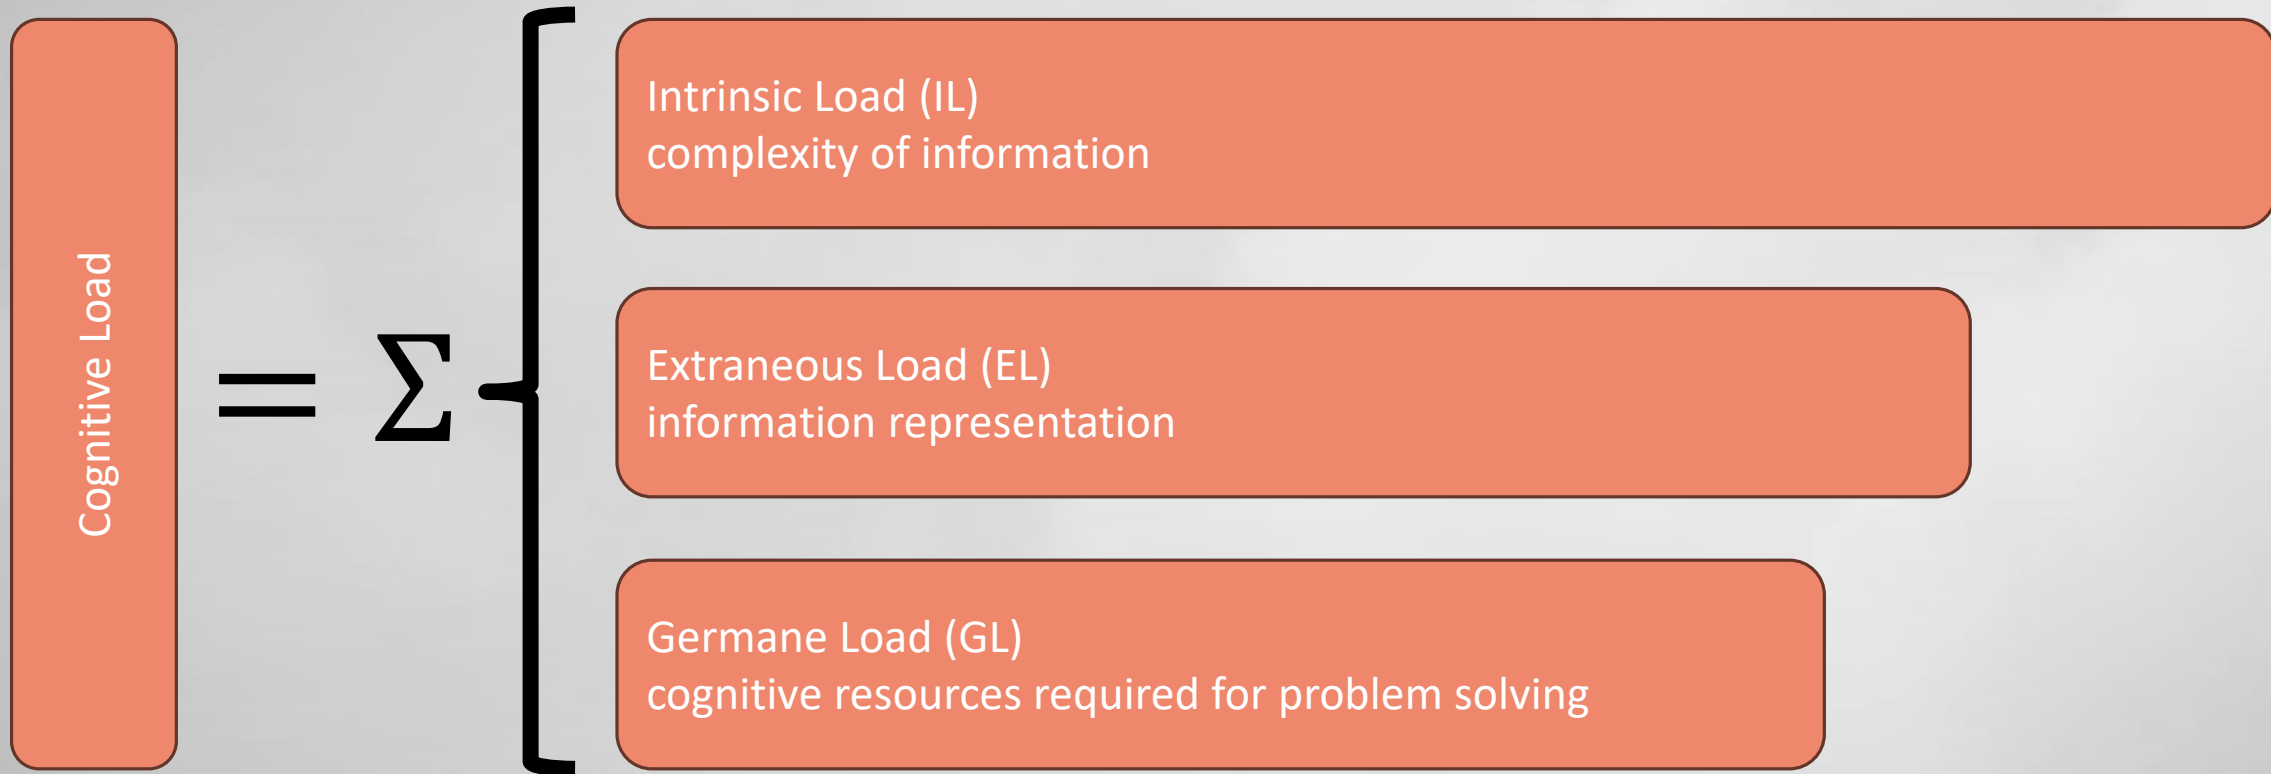 Cognitive Load
= Σ
Intrinsic Load (IL)
complexity of information
Extraneous Load (EL)
information representation
Germane Load (GL)
cognitive resources required for problem solving